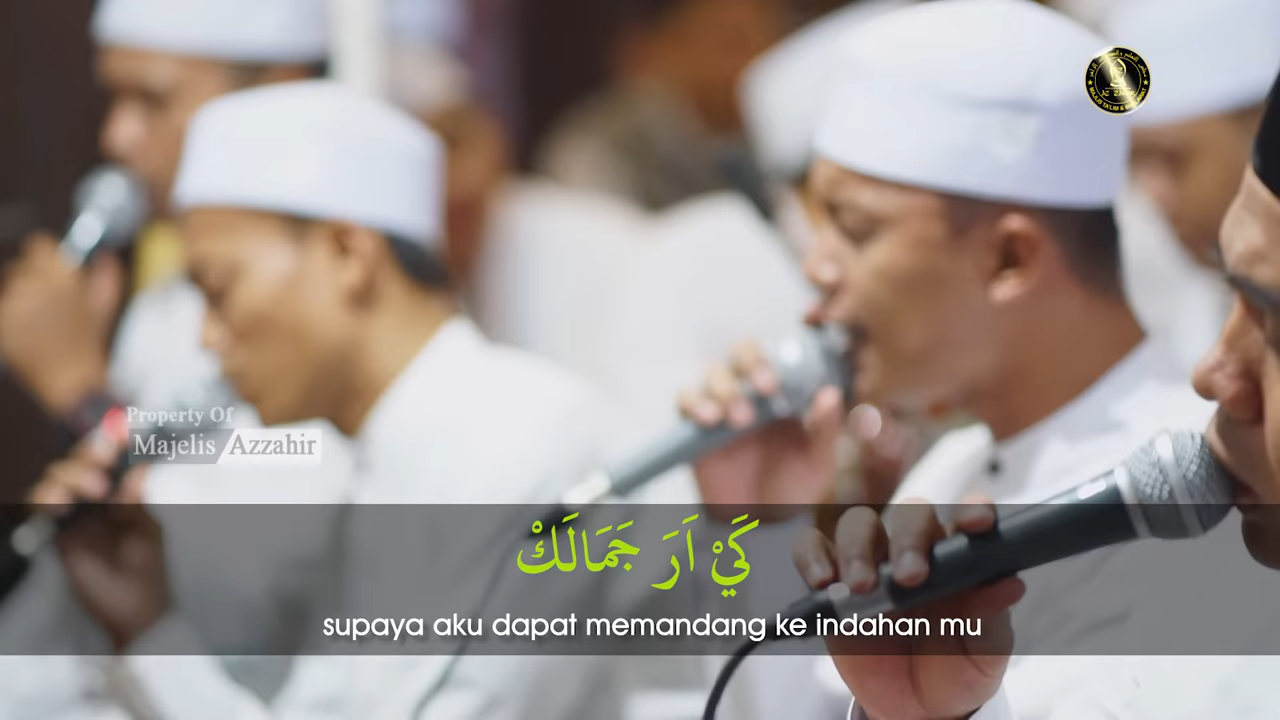 Property Of
Majelis Azzahir
كَيْ اَرَ جَمَالَكْ
supaya aku dapat memandang ke indahan mu